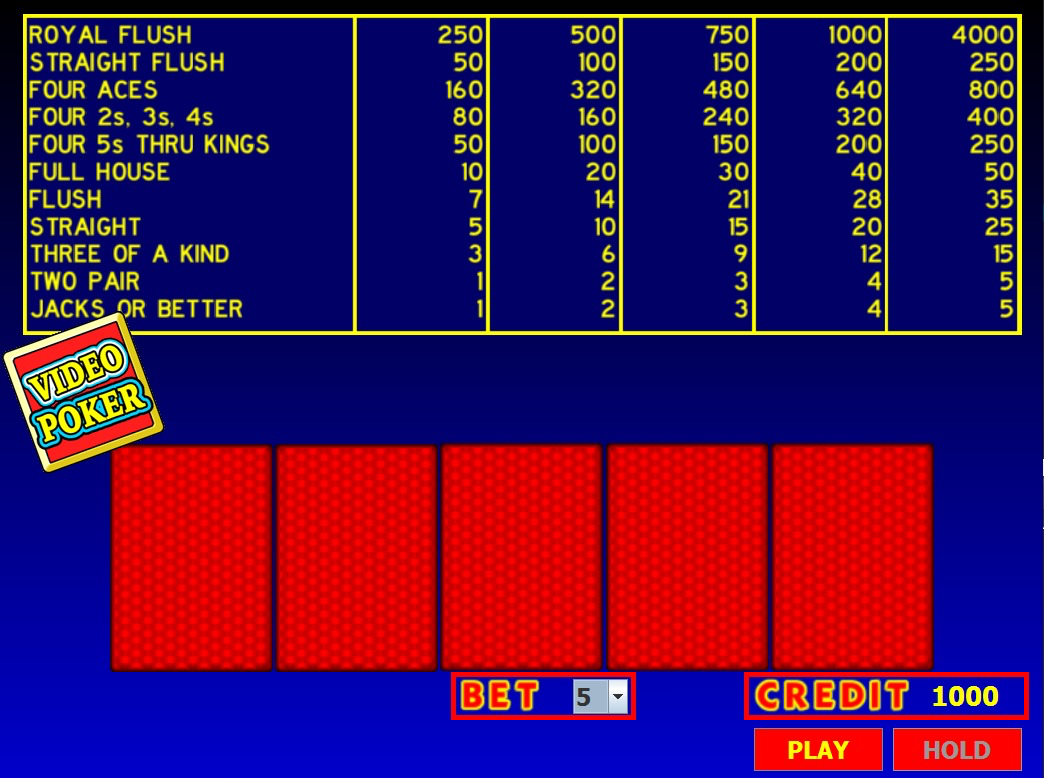 ROYAL FLUSH 250 500 750 1000 4000
STRAIGHT FLUSH 50 100 150 200 250
FOUR ACES 160 320 480 640 800
FOUR 2s, 3s, 4s 80 160 240 320 400
FOUR 5s THRU KINGS 50 100 150 200 250
FULL HOUSE 10 20 30 40 50
FLUSH 7 14 21 28 35
STRAIGHT 5 10 15 20 25
THREE OF A KIND 3 6 9 12 15
TWO PAIR 1 2 3 4 5
JACKS OR BETTER 1 2 3 4 5
VIDEO
POKER
BET 5 CREDIT 1000
PLAY HOLD